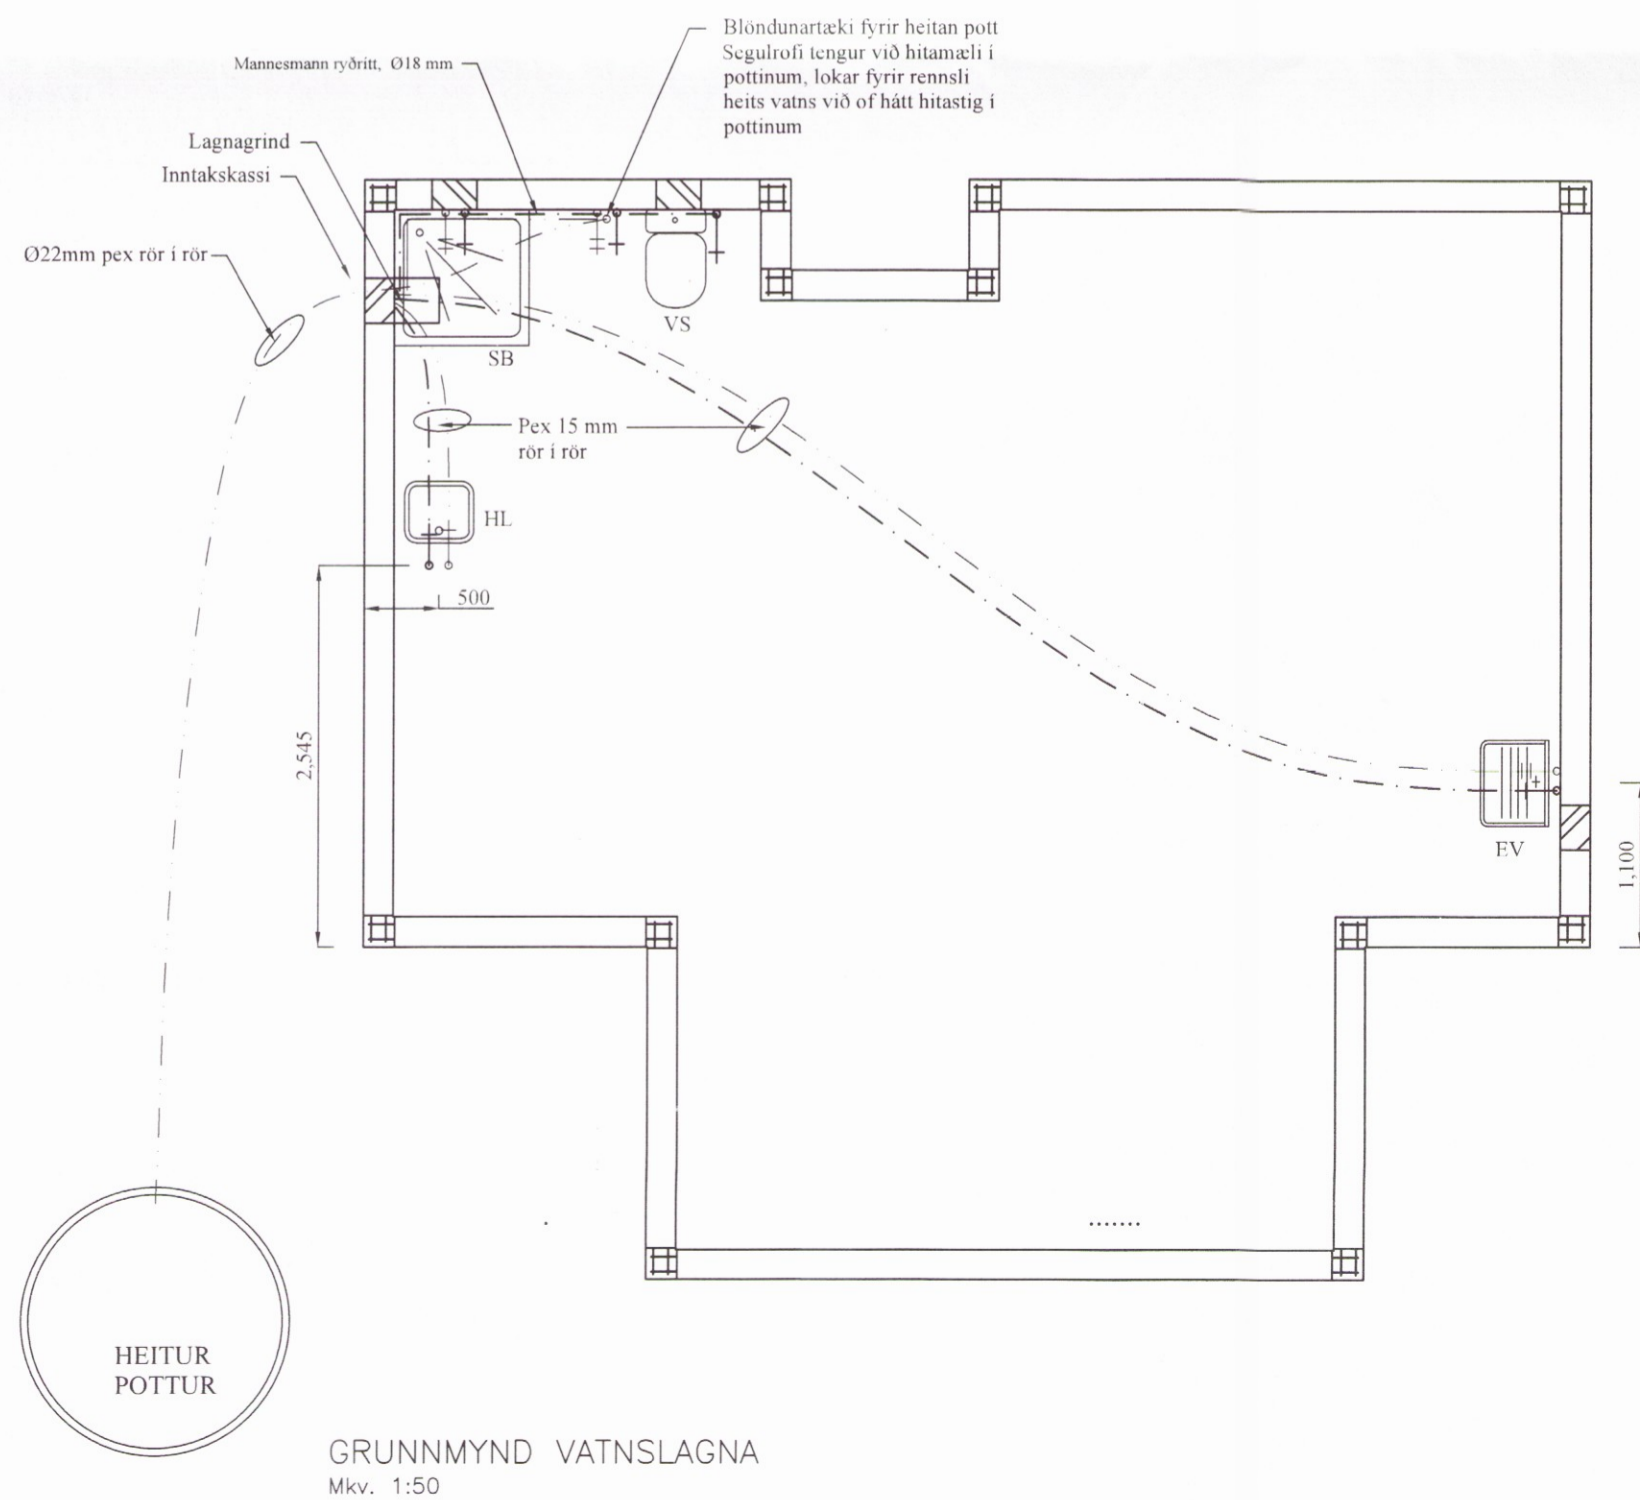 Blöndunartæki fyrir heitan pott
Segulrofi tengur við hitamæli í
pottinum, lokar fyrir rennsli
heits vatns við of hátt hitastig í
pottinum
Mannesmann ryðritt, Ø18 mm
Lagnagrind
Inntakskassi
Ø22mm pex rör í rör
VS
SB
Pex 15 mm
rör í rör
HL
500
2,545
EV
1,100
HEITUR
POTTUR
GRUNNMYND VATNSLAGNA
Mkv. 1:50